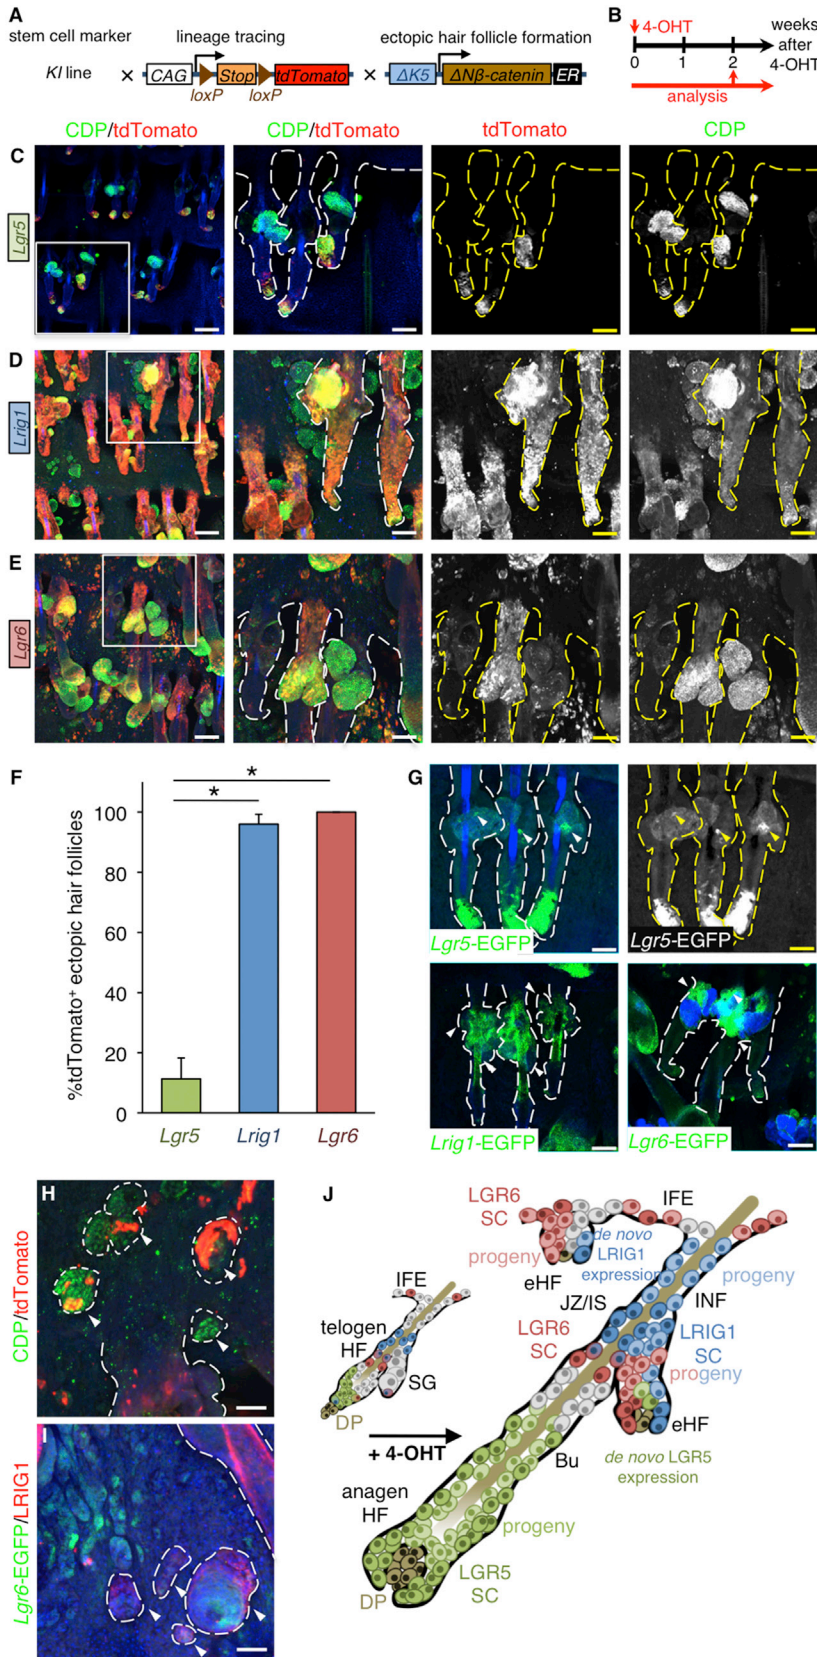 A
stem cell marker
lineage tracing
ectopic hair follicle formation
KI line × CAG Stop tdTomato × ΔK5 ΔNβ-catenin ER
loxP loxP
B
4-OHT
weeks after 4-OHT
0 1 2
analysis
CDP/tdTomato CDP/tdTomato tdTomato CDP
C
Lgr5
D
Lrig1
E
Lgr6
F
%tdTomato+ ectopic hair follicles
* 
*
100
80
60
40
20
0
Lgr5 Lrig1 Lgr6
G
Lgr5-EGFP Lgr5-EGFP
Lrig1-EGFP Lgr6-EGFP
H
CDP/tdTomato
I
Lgr6-EGFP/LRIG1
J
LGR6 SC
IFE
progeny
de novo LRIG1 expression
progeny
eHF
IFE
JZ/IS
INF
telogen HF
LGR6 SC
LRIG1 SC
SG
progeny
DP
eHF
+ 4-OHT
Bu
de novo LGR5 expression
anagen HF
progeny
LGR5 SC
DP